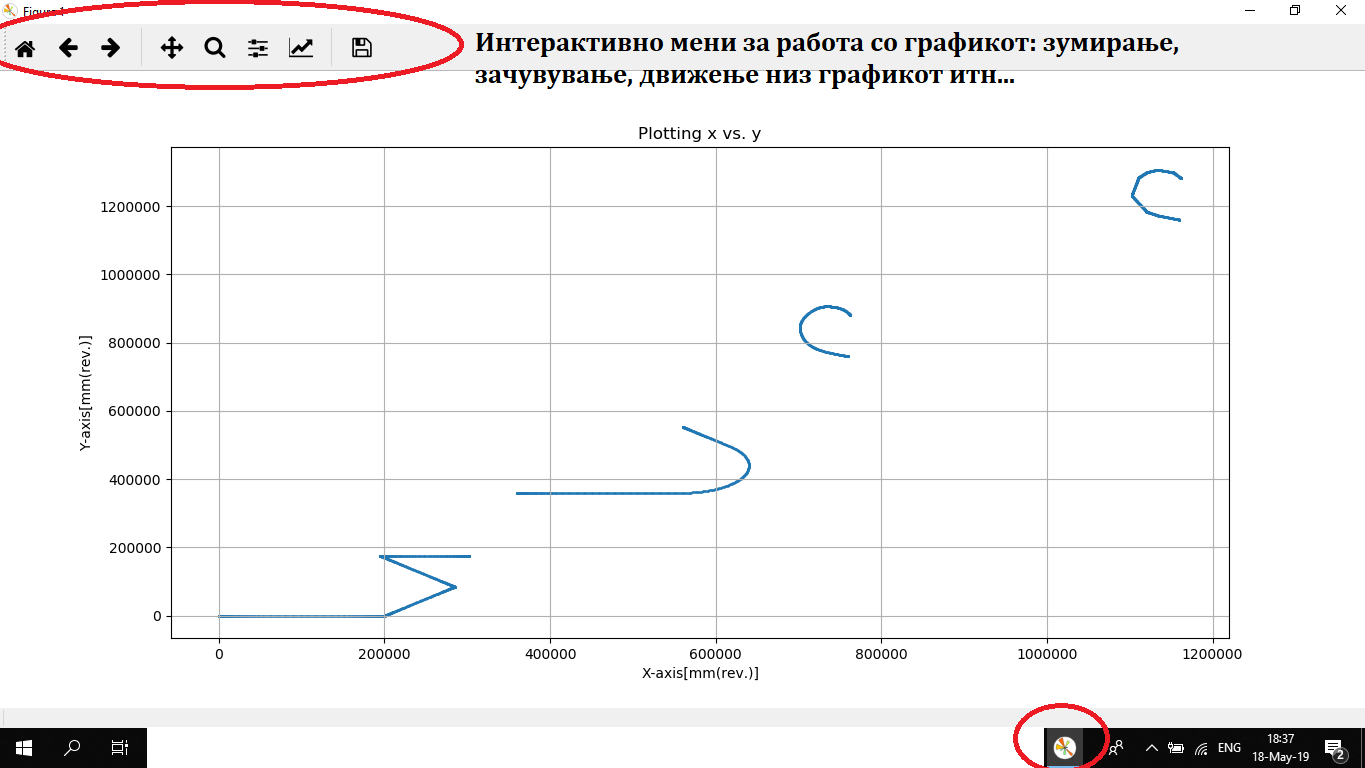 Figure 1
Интерактивно мени за работа со графикот: зумирање,
зачувување, движење низ графикот итн...
Plotting x vs. y
1200000
1000000
800000
600000
400000
200000
0
Y-axis[mm(rev.)]
0 200000 400000 600000 800000 1000000 1200000
X-axis[mm(rev.)]
ENG
18:37
18-May-19
2